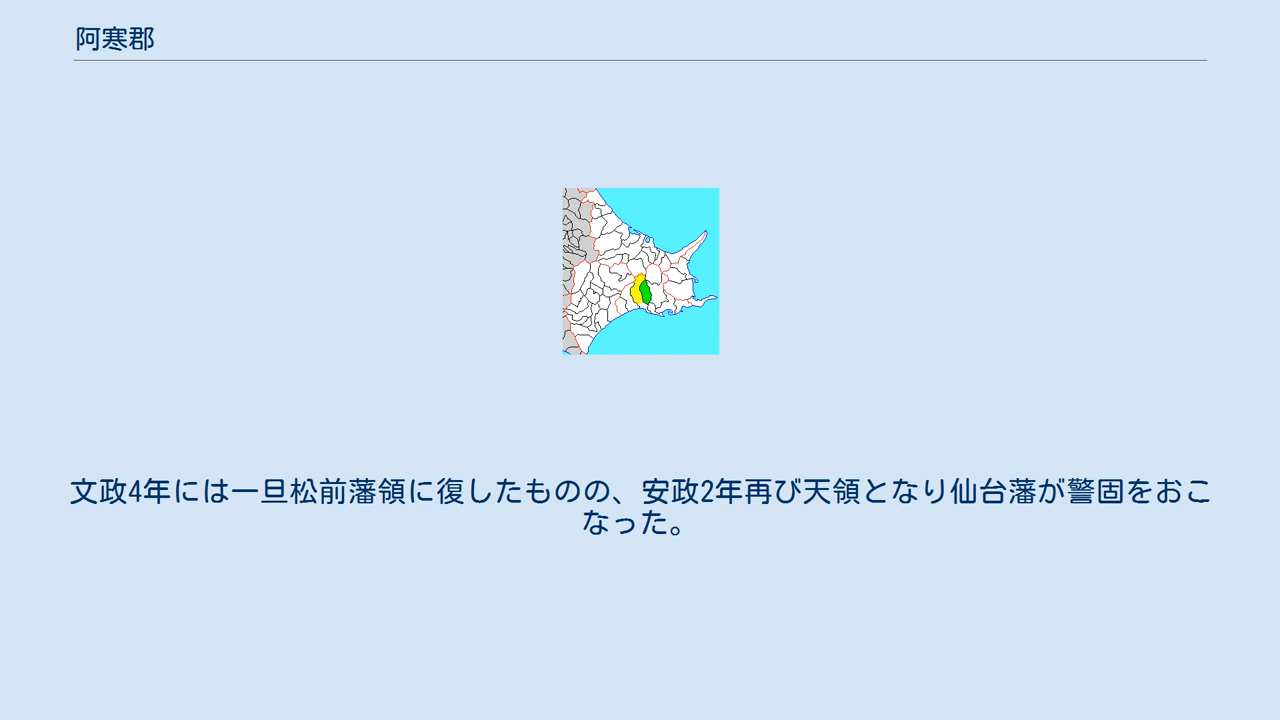 阿寒郡
文政4年には一旦松前藩領に復したものの、安政2年再び天領となり仙台藩が警固をおこ
なった。